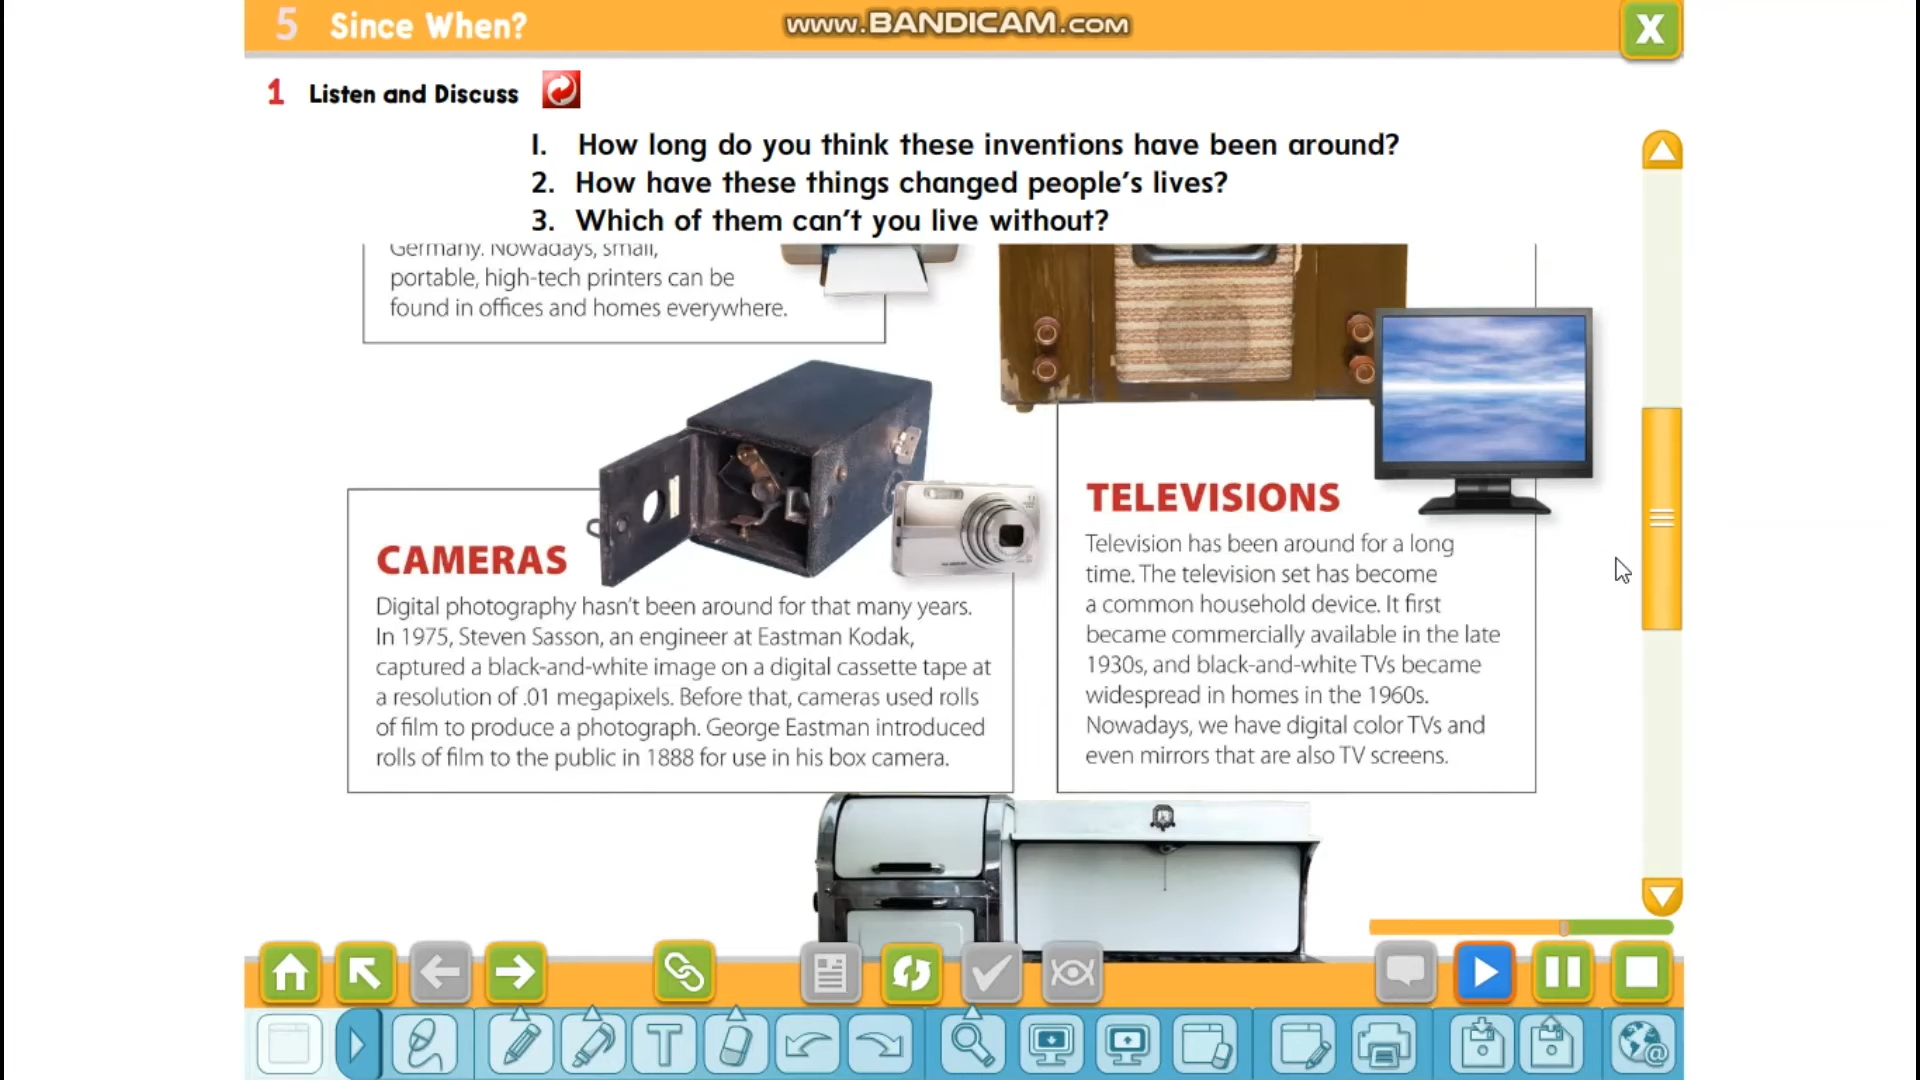 5 Since When?
www.BANDICAM.com
X
1 Listen and Discuss
1. How long do you think these inventions have been around?
2. How have these things changed people's lives?
3. Which of them can't you live without?
Germany. Nowadays, small,
portable, high-tech printers can be
found in offices and homes everywhere.
CAMERAS
Digital photography hasn't been around for that many years.
In 1975, Steven Sasson, an engineer at Eastman Kodak,
captured a black-and-white image on a digital cassette tape at
a resolution of .01 megapixels. Before that, cameras used rolls
of film to produce a photograph. George Eastman introduced
rolls of film to the public in 1888 for use in his box camera.
TELEVISIONS
Television has been around for a long
time. The television set has become
a common household device. It first
became commercially available in the late
1930s, and black-and-white TVs became
widespread in homes in the 1960s.
Nowadays, we have digital color TVs and
even mirrors that are also TV screens.
T
@